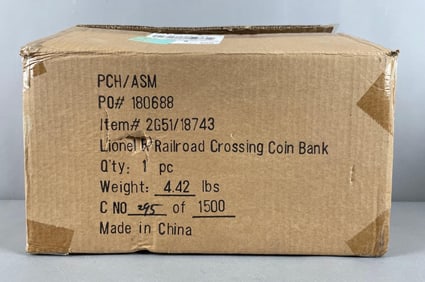 PCH/ASM
PO# 180688
Item# 2G51/18743
Lionel Railroad Crossing Coin Bank
Q'ty: 1 pc
Weight: 4.42 lbs
C NO 295 of 1500
Made in China